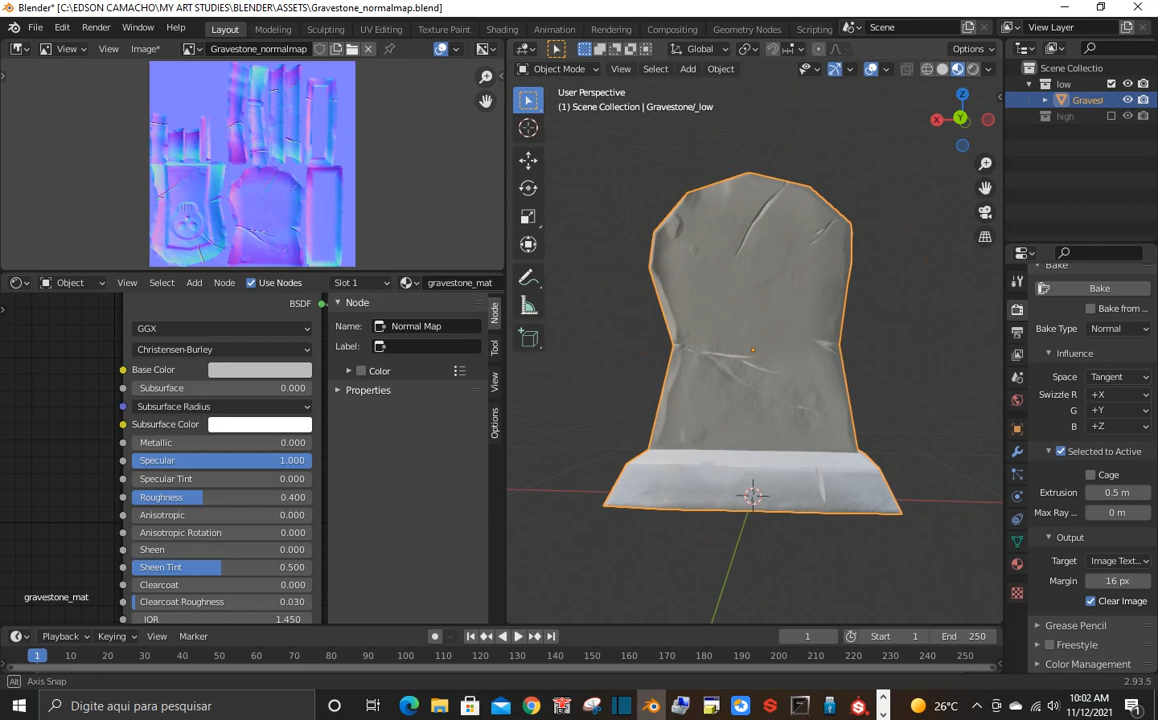 Blender* [C:\EDSON CAMACHO\MY ART STUDIES\BLENDER\ASSETS\Gravestone_normalmap.blend]
File Edit Render Window Help Layout Modeling Sculpting UV Editing Texture Paint Shading Animation Rendering Compositing Geometry Nodes Scripting Scene View Layer
View View Image* Gravestone_normalmap Global Options
Object Mode View Select Add Object
User Perspective
(1) Scene Collection | Gravestone/_low
Z
X
Y
Scene Collectio
low
Gravest
high
Object View Select Add Node Use Nodes Slot 1 gravestone_mat
BSDF
GGX
Christensen-Burley
Base Color
Subsurface 0.000
Subsurface Radius
Subsurface Color
Metallic 0.000
Specular 1.000
Specular Tint 0.000
Roughness 0.400
Anisotropic 0.000
Anisotropic Rotation 0.000
Sheen 0.000
Sheen Tint 0.500
Clearcoat 0.000
Clearcoat Roughness 0.030
IOR 1.450
gravestone_mat
Node
Name: Normal Map
Label:
Color
Properties
Node
Tool
View
Options
Bake
Bake
Bake from ...
Bake Type Normal
Influence
Space Tangent
Swizzle R +X
G +Y
B +Z
Selected to Active
Cage
Extrusion 0.5 m
Max Ray ... 0 m
Output
Target Image Text...
Margin 16 px
Clear Image
Grease Pencil
Freestyle
Color Management
Playback Keying View Marker 1 Start 1 End 250
1 10 20 30 40 50 60 70 80 90 100 110 120 130 140 150 160 170 180 190 200 210 220 230 240 250
Alt Axis Snap 2.93.5
Digite aqui para pesquisar 26°C 10:02 AM
11/12/2021